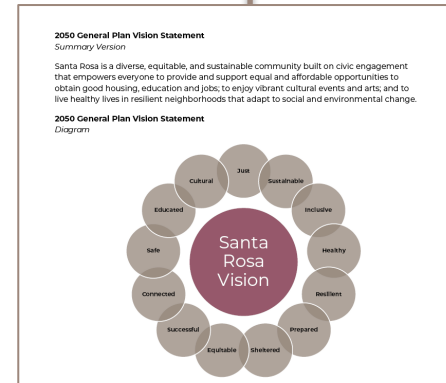 2050 General Plan Vision Statement
Summary Version
Santa Rosa is a diverse, equitable, and sustainable community built on civic engagement
that empowers everyone to provide and support equal and affordable opportunities to
obtain good housing, education and jobs; to enjoy vibrant cultural events and arts; and to
live healthy lives in resilient neighborhoods that adapt to social and environmental change.
2050 General Plan Vision Statement
Diagram
Just
Sustainable
Inclusive
Healthy
Resilient
Prepared
Sheltered
Equitable
Successful
Connected
Safe
Educated
Cultural
Santa
Rosa
Vision